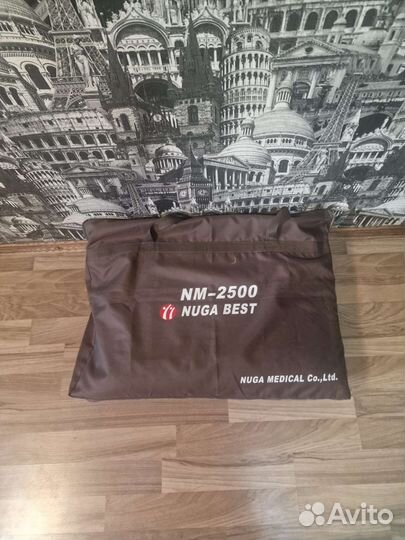 NM-2500
NUGA BEST
NUGA MEDICAL Co.,Ltd.
Avito